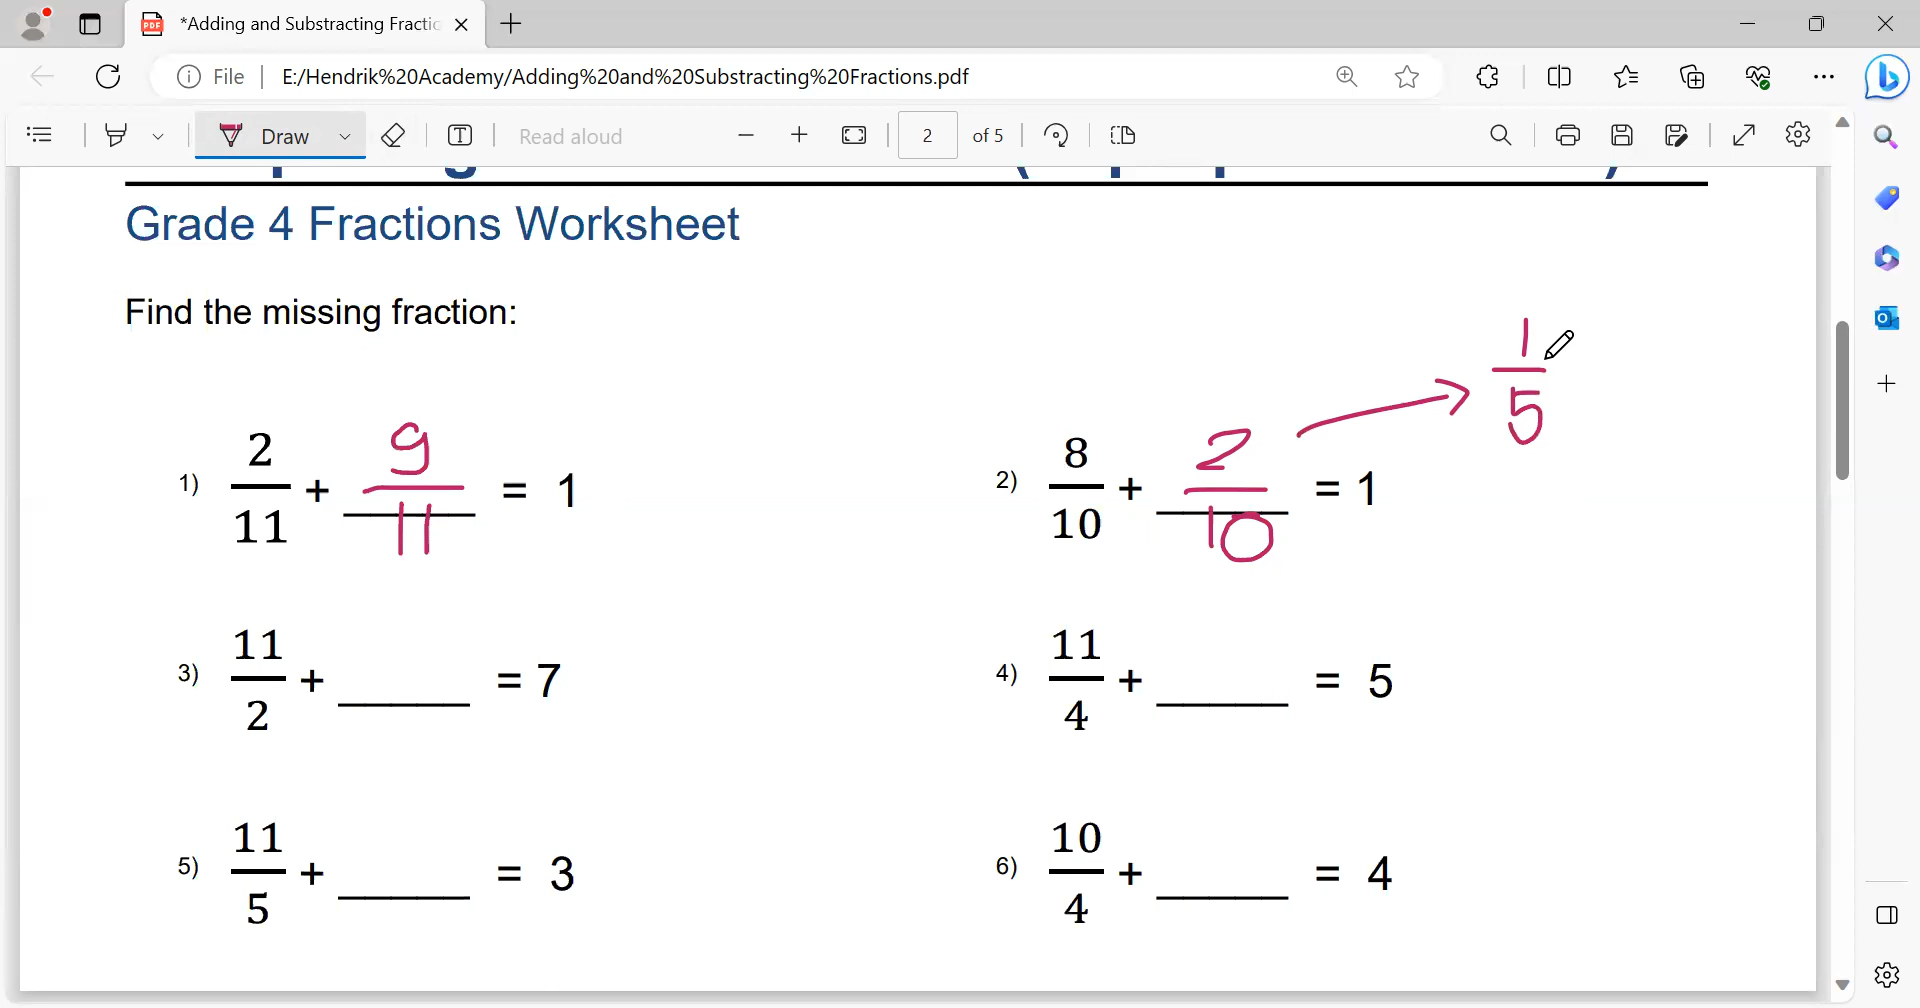 *Adding and Substracting Fractic
File
E:/Hendrik%20Academy/Adding%20and%20Substracting%20Fractions.pdf
Draw
Read aloud
2 of 5
Grade 4 Fractions Worksheet
Find the missing fraction:
1) 2/11 + 9/11 = 1
2) 8/10 + 2/10 = 1 → 1/5
3) 11/2 + ______ = 7
4) 11/4 + ______ = 5
5) 11/5 + ______ = 3
6) 10/4 + ______ = 4